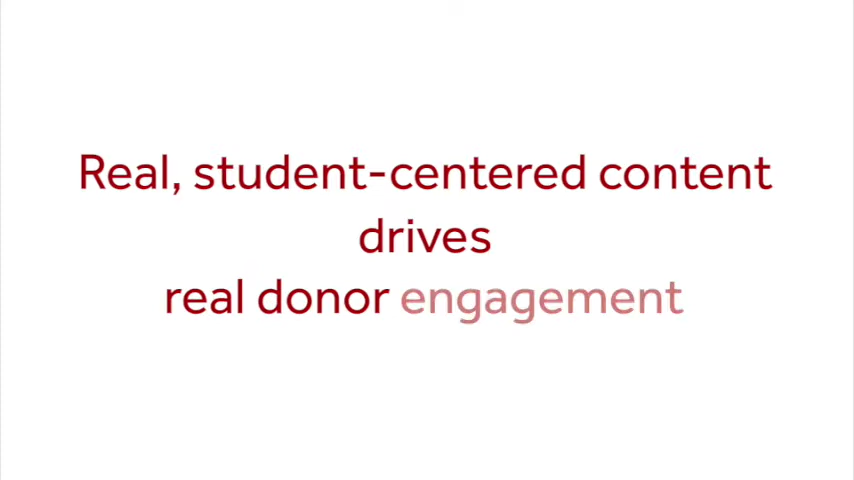 Real, student-centered content
drives
real donor engagement